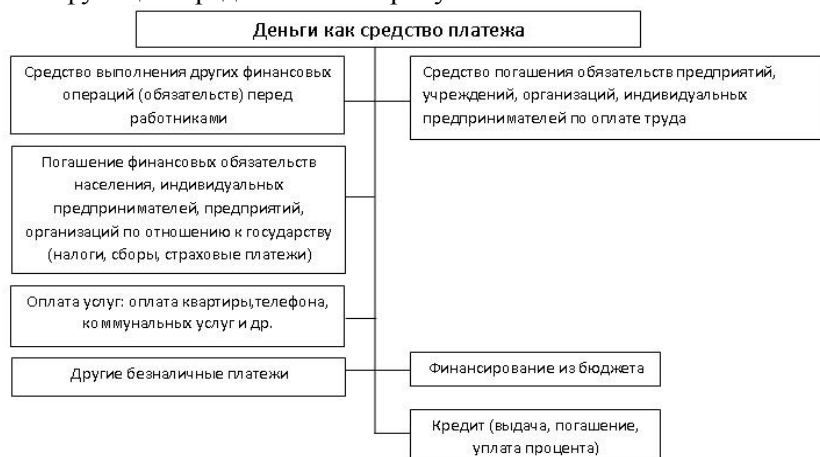 Деньги как средство платежа
Средство выполнения других финансовых
операций (обязательств) перед
работниками
Средство погашения обязательств предприятий,
учреждений, организаций, индивидуальных
предпринимателей по оплате труда
Погашение финансовых обязательств
населения, индивидуальных
предпринимателей, предприятий,
организаций по отношению к государству
(налоги, сборы, страховые платежи)
Оплата услуг: оплата квартиры,телефона,
коммунальных услуг и др.
Другие безналичные платежи
Финансирование из бюджета
Кредит (выдача, погашение,
уплата процента)